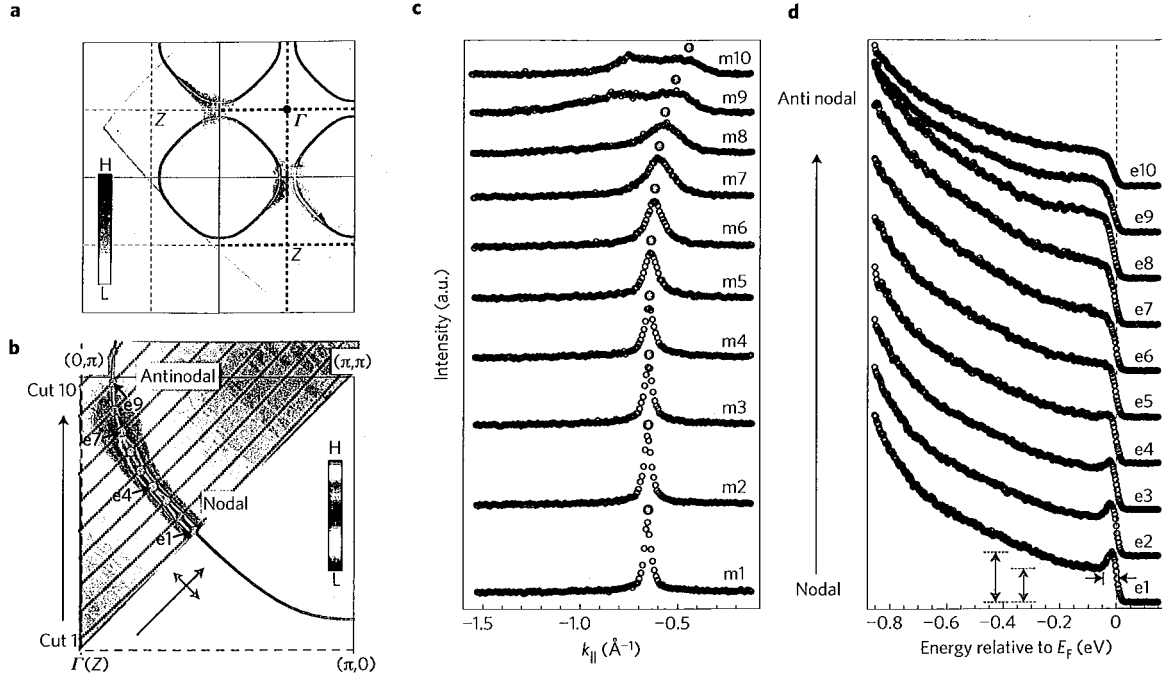 a
Z
Γ
H
L
Z
b
(0,π)
(π,π)
Antinodal
Cut 10
e9
e7
H
e4
Nodal
e1
L
Cut 1
Γ(Z)
(π,0)
c
m10
m9
m8
m7
m6
m5
m4
m3
m2
m1
Intensity (a.u.)
−1.5
−1.0
−0.5
k|| (Å⁻¹)
d
Anti nodal
e10
e9
e8
e7
e6
e5
e4
e3
e2
e1
Nodal
−0.8
−0.6
−0.4
−0.2
0
Energy relative to EF (eV)